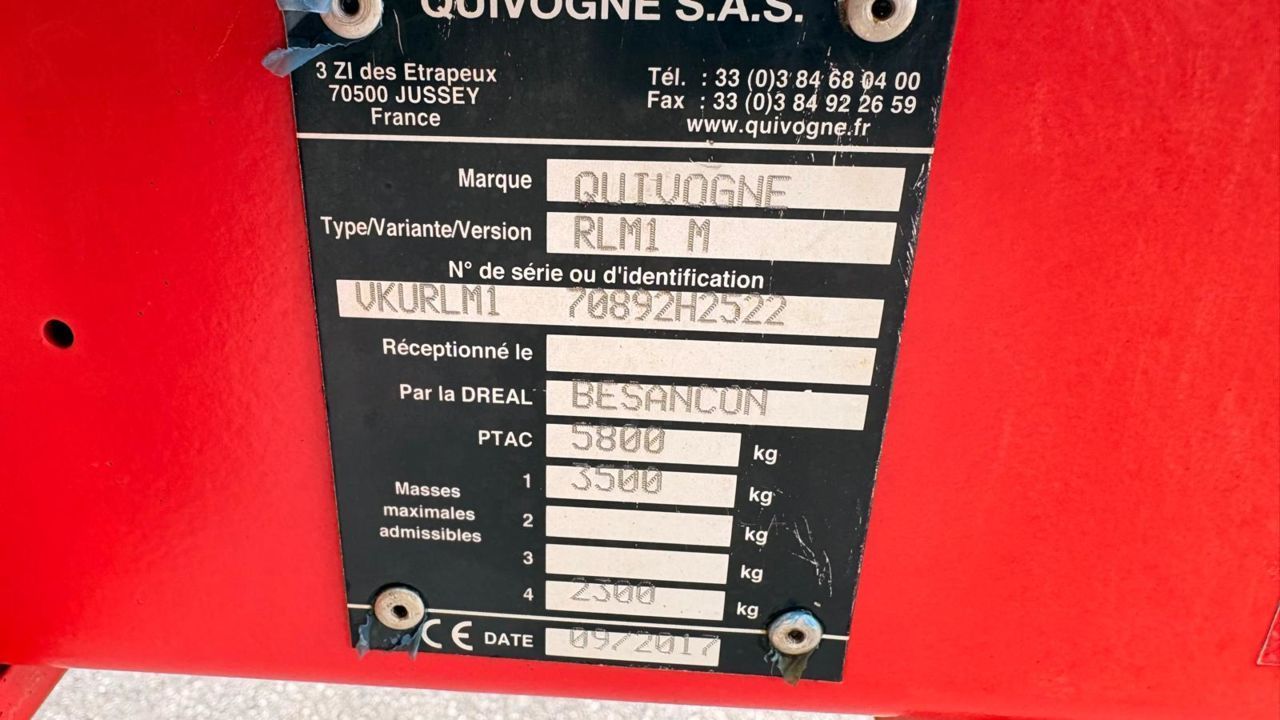 QUIVOGNE S.A.S.
3 ZI des Etrapeux
70500 JUSSEY
France
Tél. : 33 (0)3 84 68 04 00
Fax : 33 (0)3 84 92 26 59
www.quivogne.fr
Marque QUIVOGNE
Type/Variante/Version RLM1 M
N° de série ou d'identification
VKURLM1 70892H2522
Réceptionné le
Par la DREAL BESANCON
PTAC 5800 kg
Masses maximales admissibles
1 3500 kg
2 kg
3 kg
4 2300 kg
CE DATE 09/2017